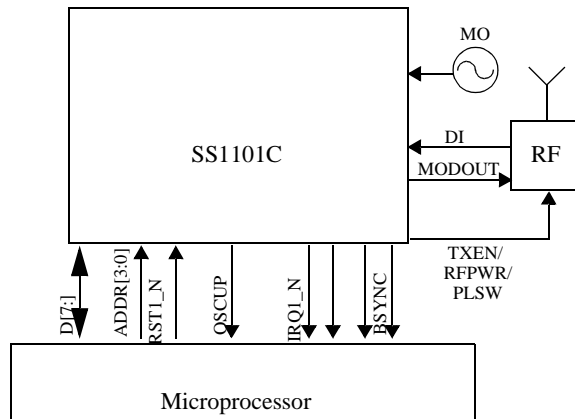 MO
SS1101C
DI
RF
MODOUT
TXEN/
RFPWR/
PLSW
D[7:]
ADDR[3:0]
RST1_N
OSCUP
IRQ1_N
BSYNC
Microprocessor